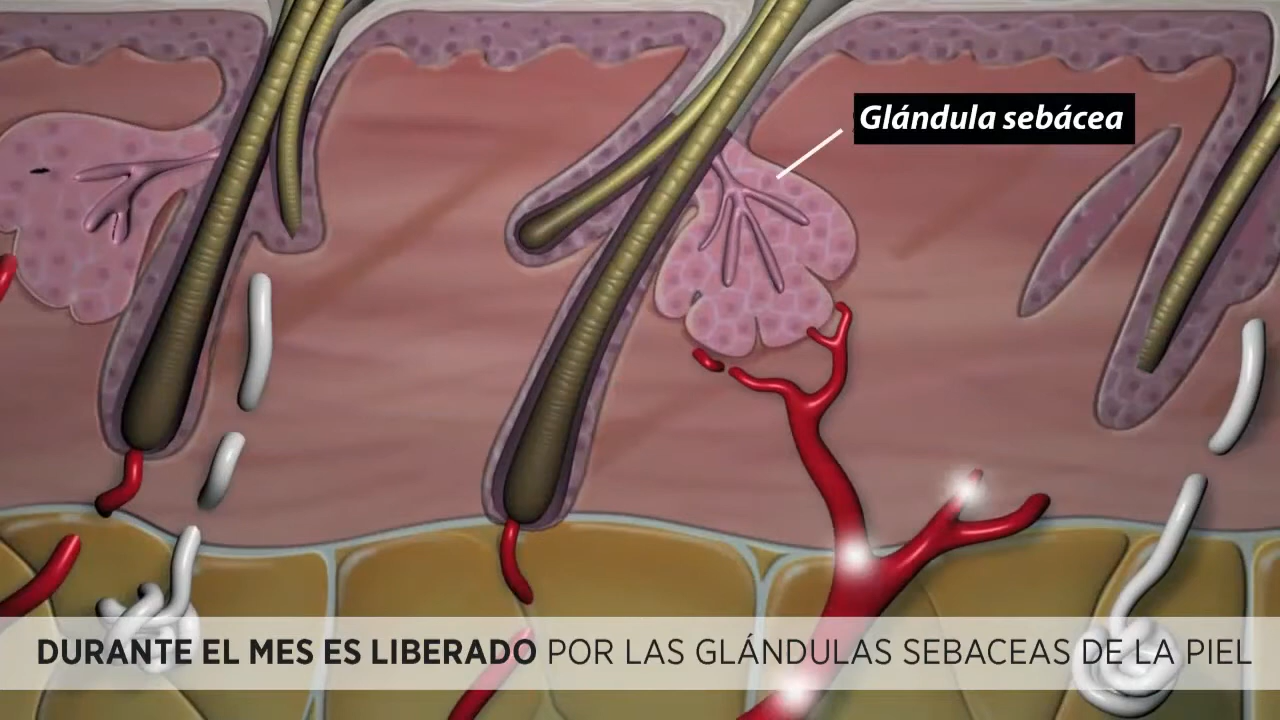 Glándula sebácea
DURANTE EL MES ES LIBERADO POR LAS GLÁNDULAS SEBACEAS DE LA PIEL